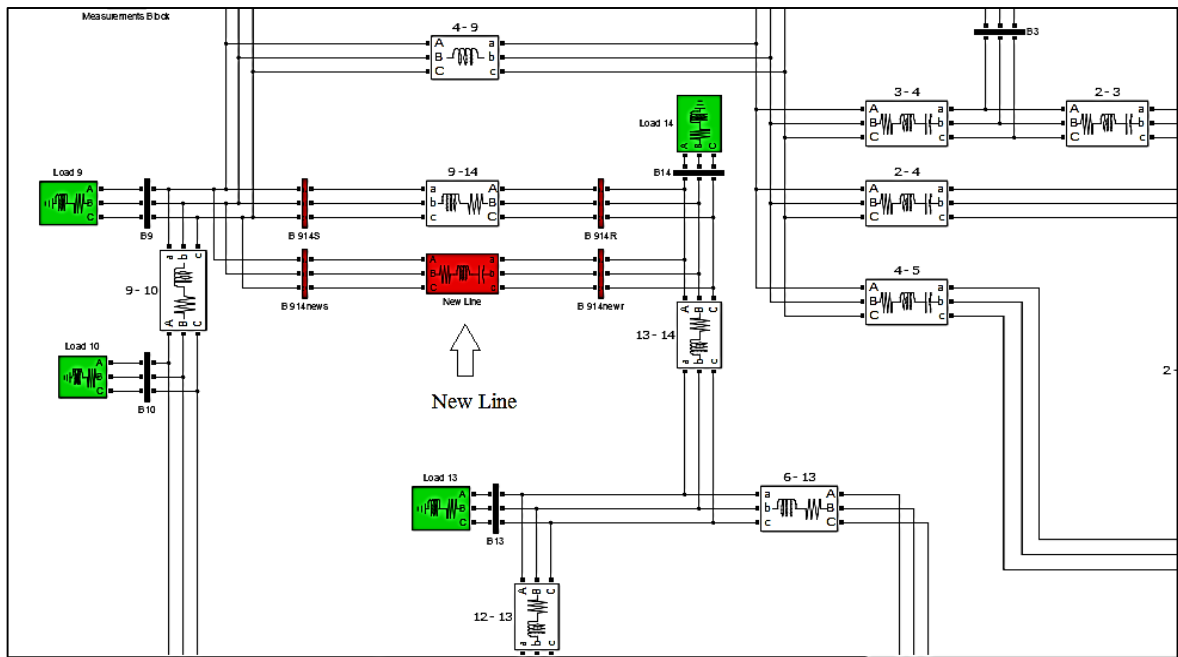 Measurements Block
4-9
A
B
C
a
b
c
B3
3-4
A
B
C
a
b
c
2-3
A
B
C
a
b
c
Load 14
A
B
C
B14
Load 9
A
B
C
B9
B 914S
9-14
a
b
c
A
B
C
B 914R
2-4
A
B
C
a
b
c
B 914news
A
B
C
a
b
c
New Line
B 914newr
9-10
a
b
c
A
B
C
4-5
A
B
C
a
b
c
13-14
A
B
C
a
b
c
New Line
Load 10
A
B
C
B10
2-
Load 13
A
B
C
B13
6-13
a
b
c
A
B
C
12-13
A
B
C
a
b
c